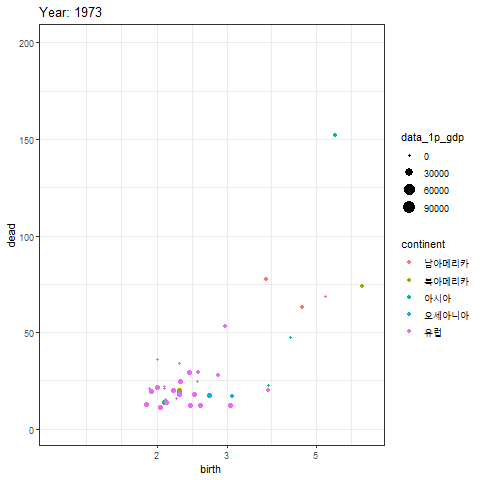 Year: 1973
200
150
100
50
0
dead
2
3
5
birth
data_1p_gdp
0
30000
60000
90000
continent
남아메리카
북아메리카
아시아
오세아니아
유럽